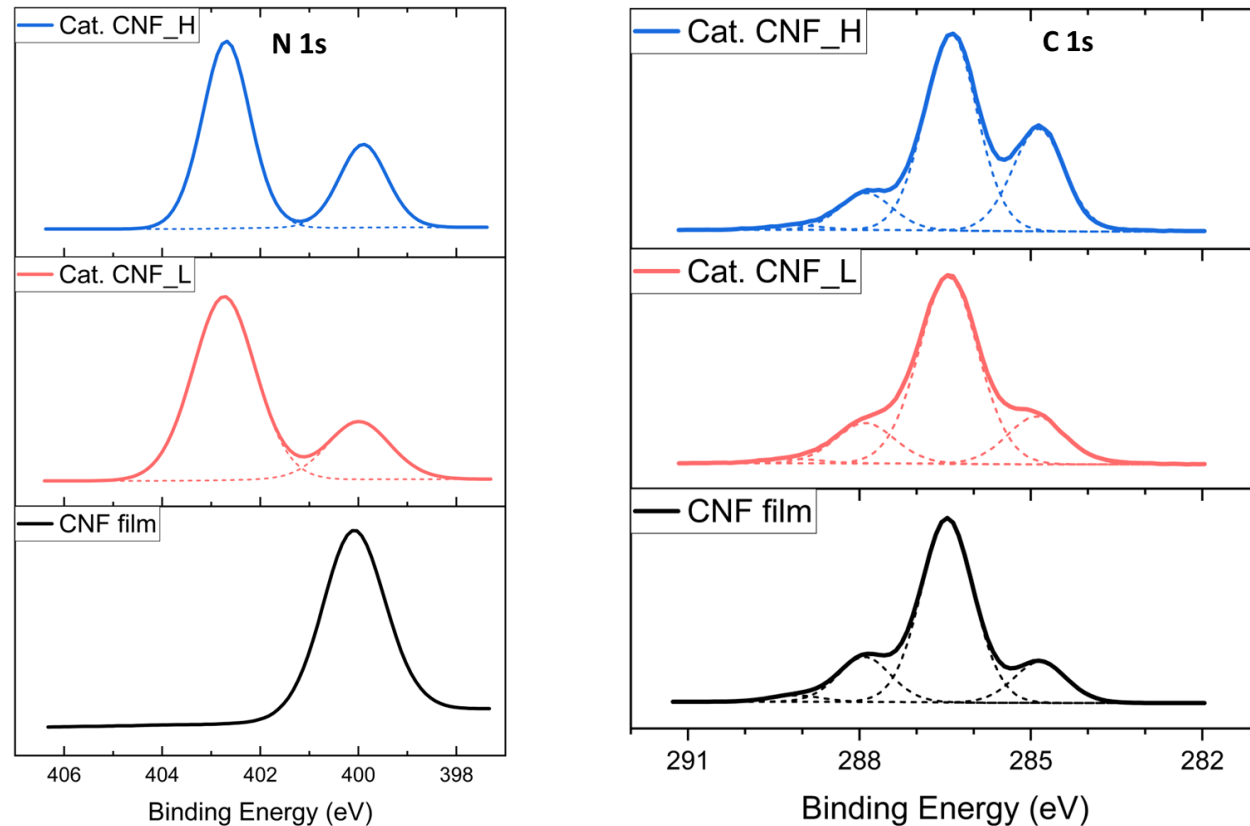 Cat. CNF_H
N 1s
Cat. CNF_L
CNF film
406 404 402 400 398
Binding Energy (eV)
Cat. CNF_H
C 1s
Cat. CNF_L
CNF film
291 288 285 282
Binding Energy (eV)